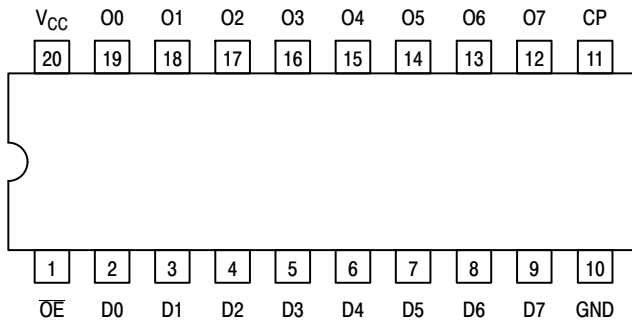 VCC O0 O1 O2 O3 O4 O5 O6 O7 CP
20 19 18 17 16 15 14 13 12 11
1 2 3 4 5 6 7 8 9 10
O̅E̅ D0 D1 D2 D3 D4 D5 D6 D7 GND